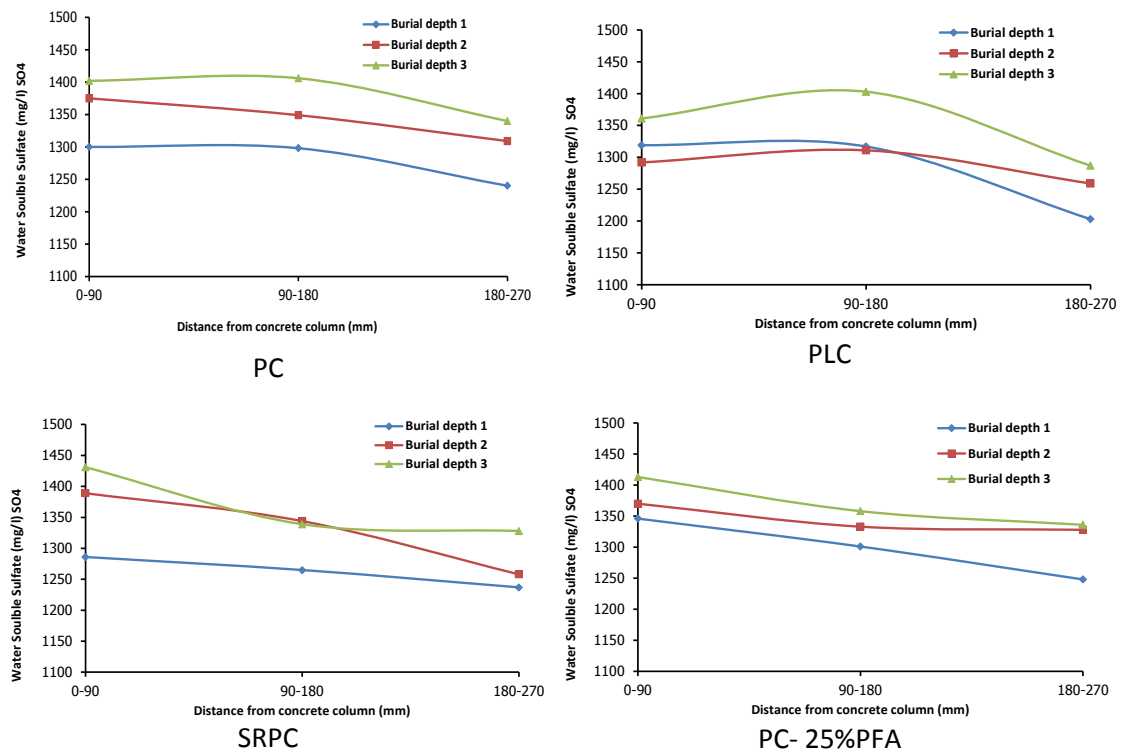 Water Soulble Sulfate (mg/l) SO4
1500
1450
1400
1350
1300
1250
1200
1150
1100
Burial depth 1
Burial depth 2
Burial depth 3
0-90
90-180
180-270
Distance from concrete column (mm)
PC
Water Soulble Sulfate (mg/l) SO4
1500
1450
1400
1350
1300
1250
1200
1150
1100
Burial depth 1
Burial depth 2
Burial depth 3
0-90
90-180
180-270
Distance from concrete column (mm)
PLC
Water Soulble Sulfate (mg/l) SO4
1500
1450
1400
1350
1300
1250
1200
1150
1100
Burial depth 1
Burial depth 2
Burial depth 3
0-90
90-180
180-270
Distance from concrete column (mm)
SRPC
Water Soulble Sulfate (mg/l) SO4
1500
1450
1400
1350
1300
1250
1200
1150
1100
Burial depth 1
Burial depth 2
Burial depth 3
0-90
90-180
180-270
Distance from concrete column (mm)
PC- 25%PFA